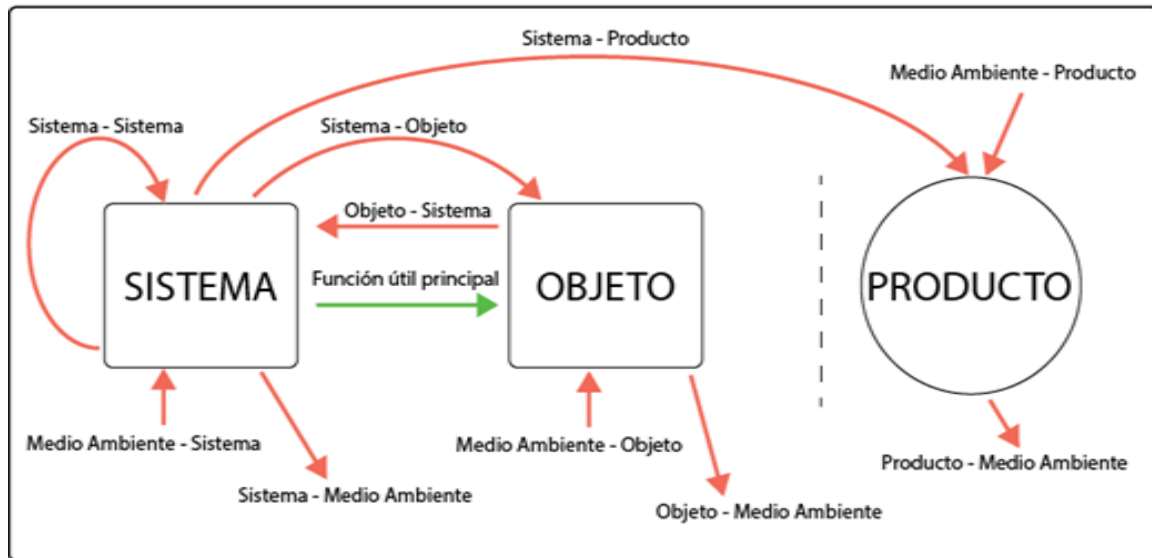 Sistema - Producto
Medio Ambiente - Producto
Sistema - Sistema
Sistema - Objeto
Objeto - Sistema
Función útil principal
SISTEMA
OBJETO
PRODUCTO
Medio Ambiente - Sistema
Medio Ambiente - Objeto
Producto - Medio Ambiente
Sistema - Medio Ambiente
Objeto - Medio Ambiente